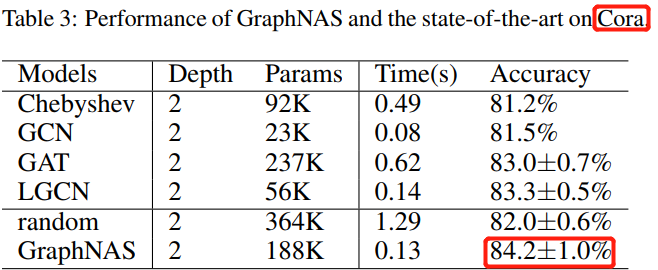 Table 3: Performance of GraphNAS and the state-of-the-art on Cora.
Models Depth Params Time(s) Accuracy
Chebyshev 2 92K 0.49 81.2%
GCN 2 23K 0.08 81.5%
GAT 2 237K 0.62 83.0±0.7%
LGCN 2 56K 0.14 83.3±0.5%
random 2 364K 1.29 82.0±0.6%
GraphNAS 2 188K 0.13 84.2±1.0%